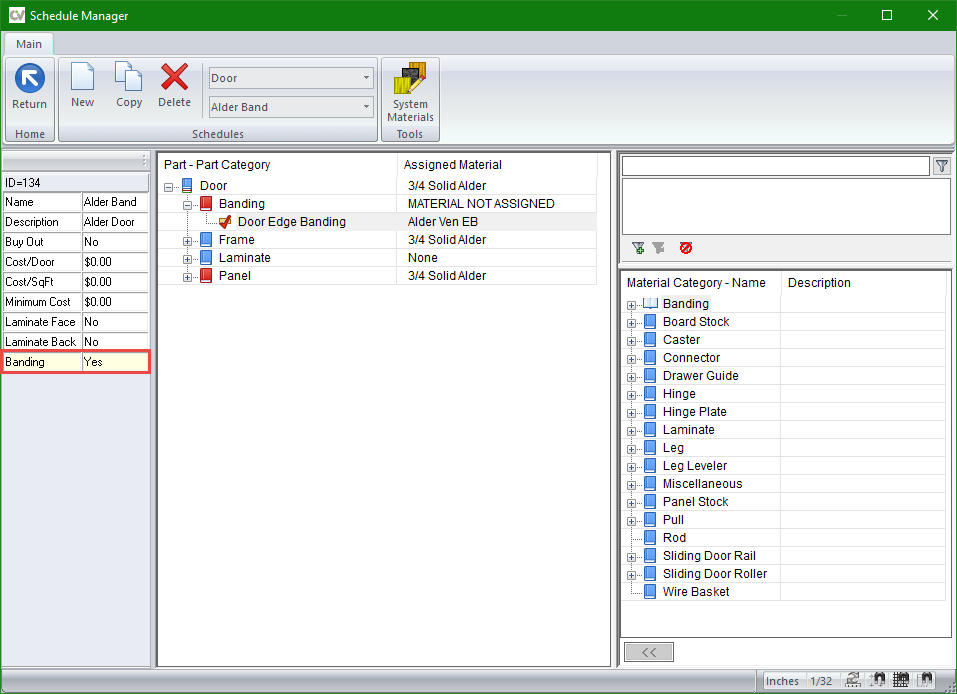 CV Schedule Manager
Main
Return
New
Copy
Delete
Door
Alder Band
System
Materials
Home
Schedules
Tools
ID=134
Name Alder Band
Description Alder Door
Buy Out No
Cost/Door $0.00
Cost/SqFt $0.00
Minimum Cost $0.00
Laminate Face No
Laminate Back No
Banding Yes
Part - Part Category Assigned Material
Door 3/4 Solid Alder
Banding MATERIAL NOT ASSIGNED
Door Edge Banding Alder Ven EB
Frame 3/4 Solid Alder
Laminate None
Panel 3/4 Solid Alder
Material Category - Name Description
Banding
Board Stock
Caster
Connector
Drawer Guide
Hinge
Hinge Plate
Laminate
Leg
Leg Leveler
Miscellaneous
Panel Stock
Pull
Rod
Sliding Door Rail
Sliding Door Roller
Wire Basket
<<
Inches 1/32